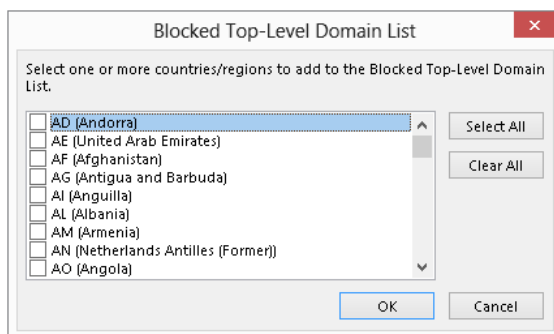 Blocked Top-Level Domain List
Select one or more countries/regions to add to the Blocked Top-Level Domain
List.
AD (Andorra)
AE (United Arab Emirates)
AF (Afghanistan)
AG (Antigua and Barbuda)
AI (Anguilla)
AL (Albania)
AM (Armenia)
AN (Netherlands Antilles (Former))
AO (Angola)
Select All
Clear All
OK
Cancel